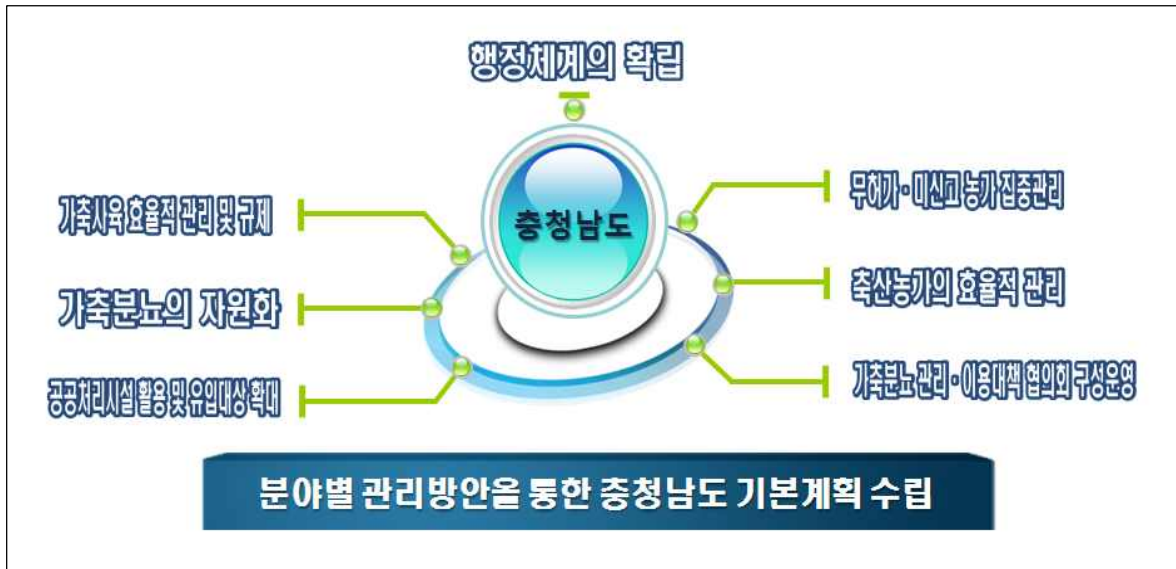 행정체계의 확립
가축사육 효율적 관리 및 규제
가축분뇨의 자원화
공공처리시설 활용 및 유입대상 확대
충청남도
무허가·미신고 농가 집중관리
축산농가의 효율적 관리
가축분뇨 관리·이용대책 협의회 구성운영
분야별 관리방안을 통한 충청남도 기본계획 수립